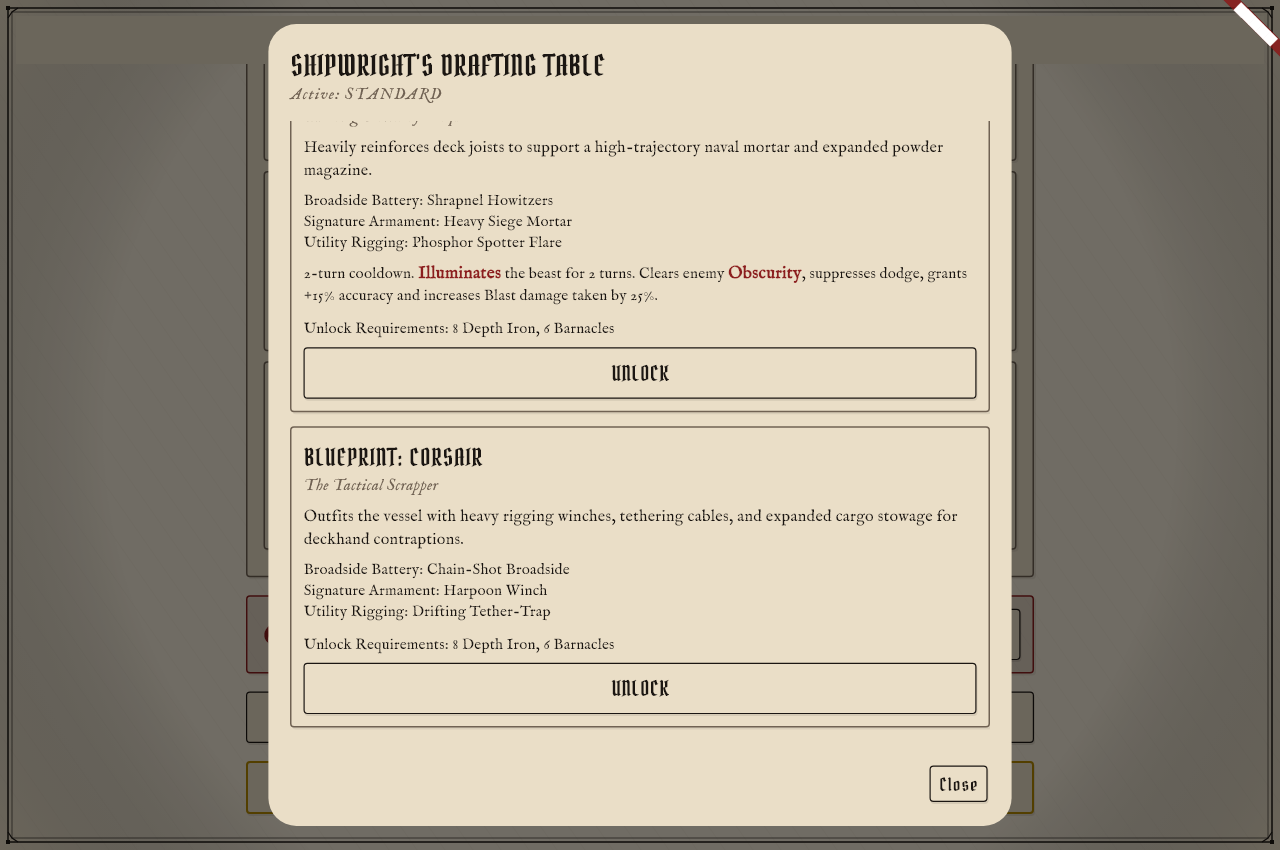 SHIPWRIGHT'S DRAFTING TABLE
Active: STANDARD
Heavily reinforces deck joists to support a high-trajectory naval mortar and expanded powder
magazine.
Broadside Battery: Shrapnel Howitzers
Signature Armament: Heavy Siege Mortar
Utility Rigging: Phosphor Spotter Flare
2-turn cooldown. Illuminates the beast for 2 turns. Clears enemy Obscurity, suppresses dodge, grants
+15% accuracy and increases Blast damage taken by 25%.
Unlock Requirements: 8 Depth Iron, 6 Barnacles
UNLOCK
BLUEPRINT: CORSAIR
The Tactical Scrapper
Outfits the vessel with heavy rigging winches, tethering cables, and expanded cargo stowage for
deckhand contraptions.
Broadside Battery: Chain-Shot Broadside
Signature Armament: Harpoon Winch
Utility Rigging: Drifting Tether-Trap
Unlock Requirements: 8 Depth Iron, 6 Barnacles
UNLOCK
Close